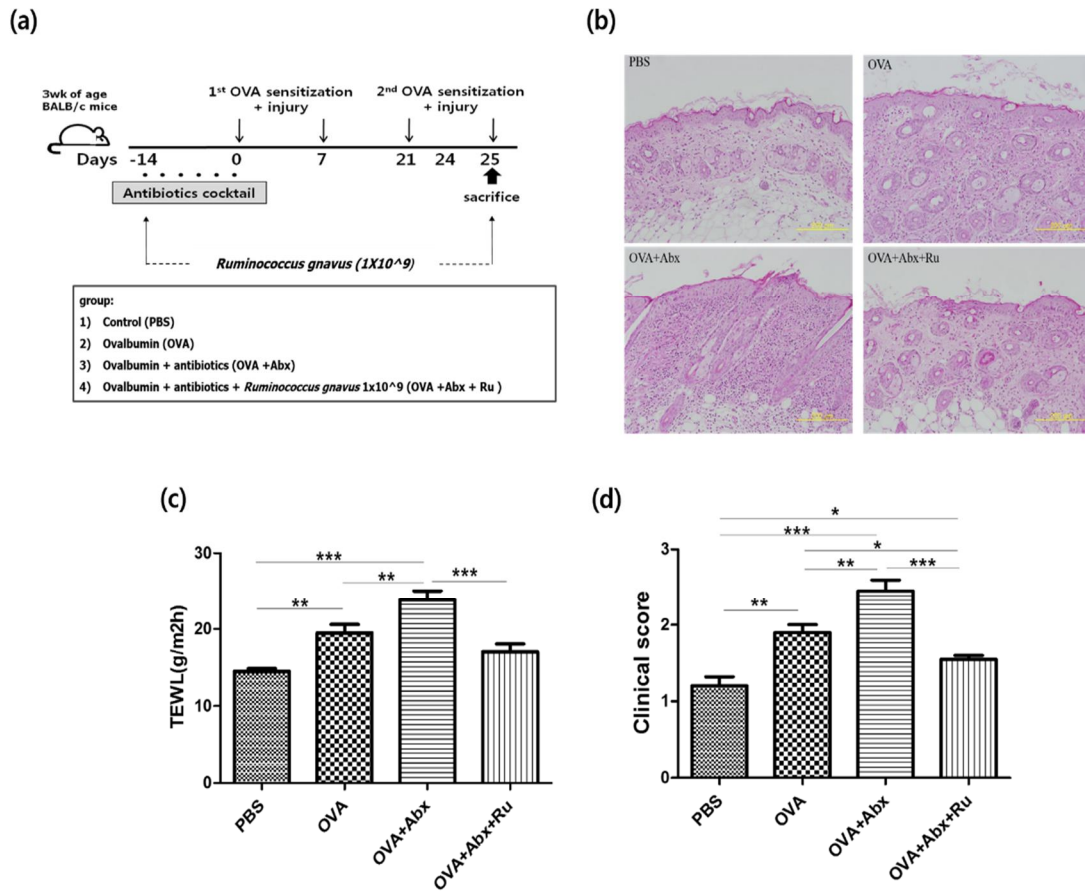 (a)
3wk of age
BALB/c mice
1st OVA sensitization
+ injury
2nd OVA sensitization
+ injury
Days -14 0 7 21 24 25
Antibiotics cocktail
sacrifice
Ruminococcus gnavus (1X10^9)
group:
1) Control (PBS)
2) Ovalbumin (OVA)
3) Ovalbumin + antibiotics (OVA +Abx)
4) Ovalbumin + antibiotics + Ruminococcus gnavus 1x10^9 (OVA +Abx + Ru )
(b)
PBS
OVA
OVA+Abx
OVA+Abx+Ru
(c)
TEWL(g/m2h)
30
20
10
0
***
** ***
**
PBS
OVA
OVA+Abx
OVA+Abx+Ru
(d)
Clinical score
3
2
1
0
*
***
*
** ***
**
PBS
OVA
OVA+Abx
OVA+Abx+Ru